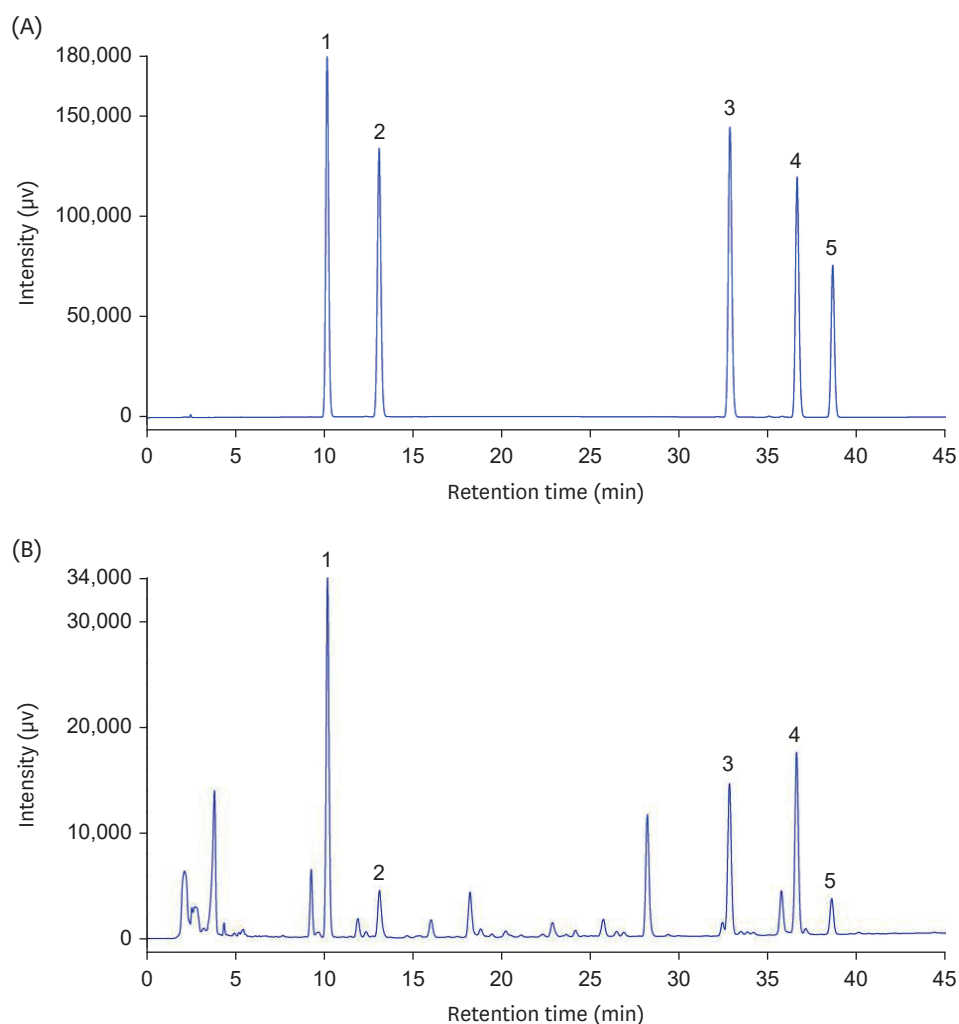 (A)
180,000
150,000
100,000
50,000
0
Intensity (µv)
1
2
3
4
5
0 5 10 15 20 25 30 35 40 45
Retention time (min)
(B)
34,000
30,000
20,000
10,000
0
Intensity (µv)
1
2
3
4
5
0 5 10 15 20 25 30 35 40 45
Retention time (min)